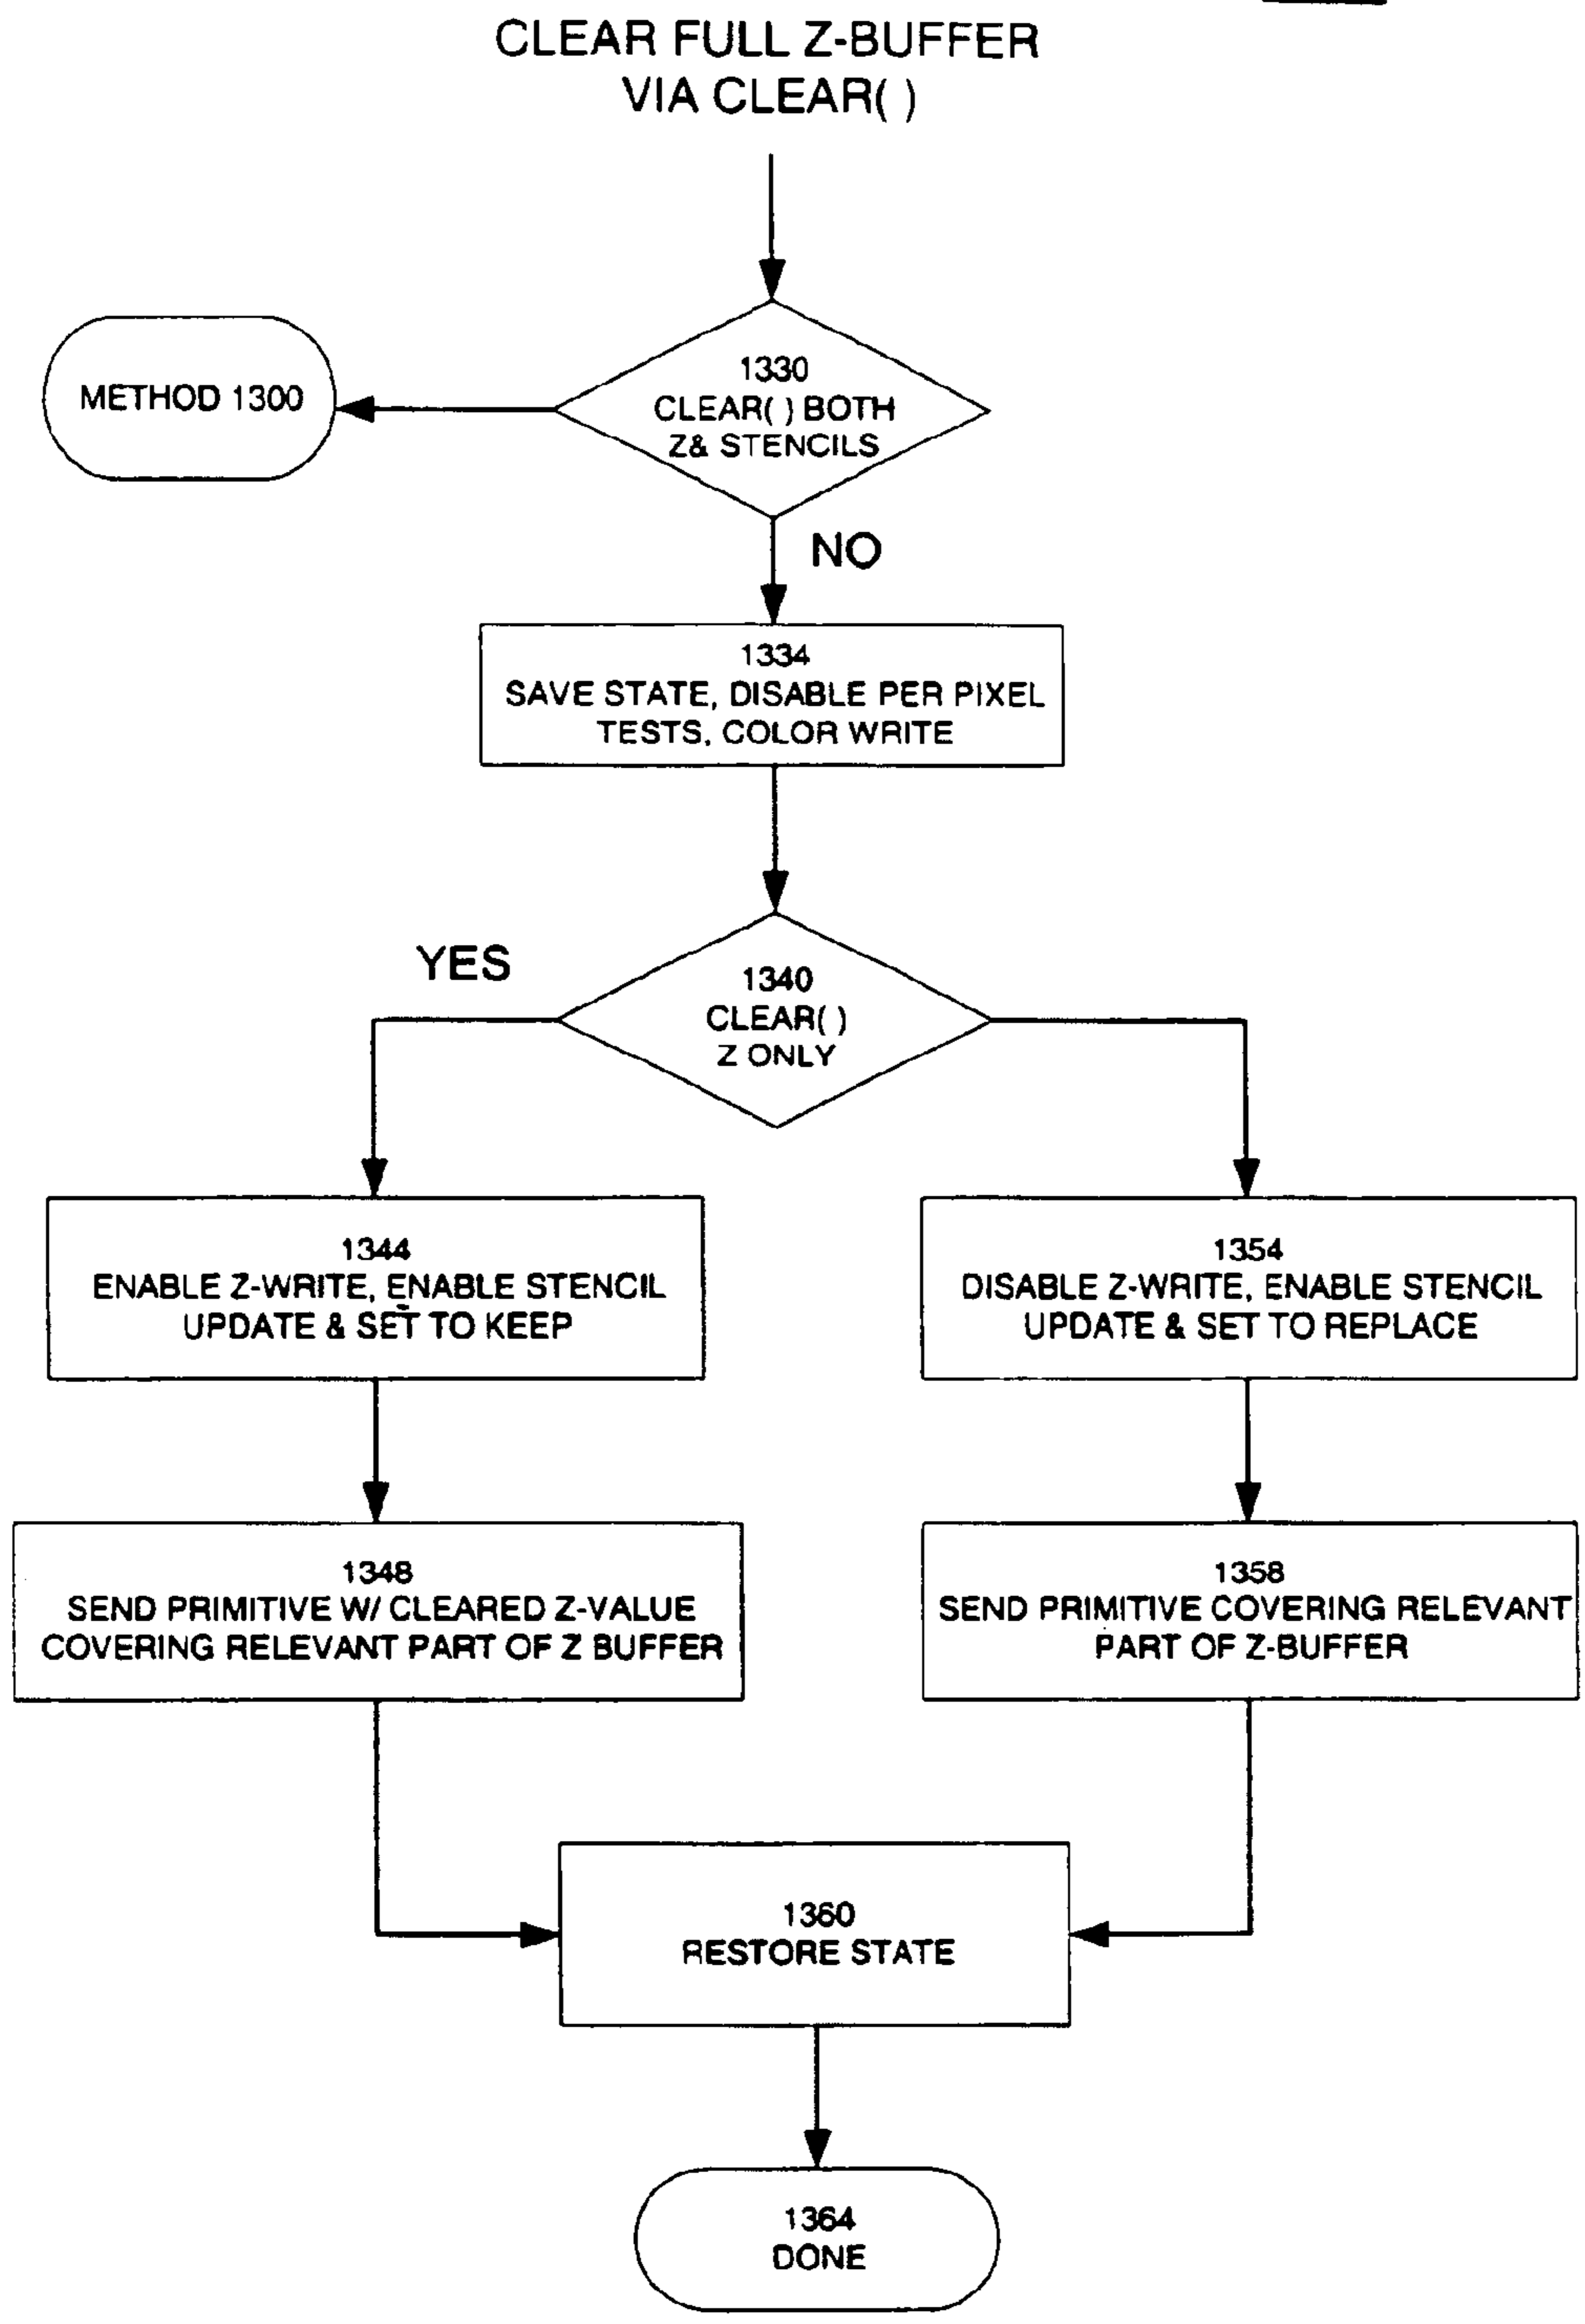 CLEAR FULL Z-BUFFER
VIA CLEAR( )
1330
CLEAR( ) BOTH
Z& STENCILS
METHOD 1300
NO
1334
SAVE STATE, DISABLE PER PIXEL
TESTS, COLOR WRITE
YES
1340
CLEAR( )
Z ONLY
1344
ENABLE Z-WRITE, ENABLE STENCIL
UPDATE & SET TO KEEP
1354
DISABLE Z-WRITE, ENABLE STENCIL
UPDATE & SET TO REPLACE
1348
SEND PRIMITIVE W/ CLEARED Z-VALUE
COVERING RELEVANT PART OF Z BUFFER
1358
SEND PRIMITIVE COVERING RELEVANT
PART OF Z-BUFFER
1360
RESTORE STATE
1364
DONE